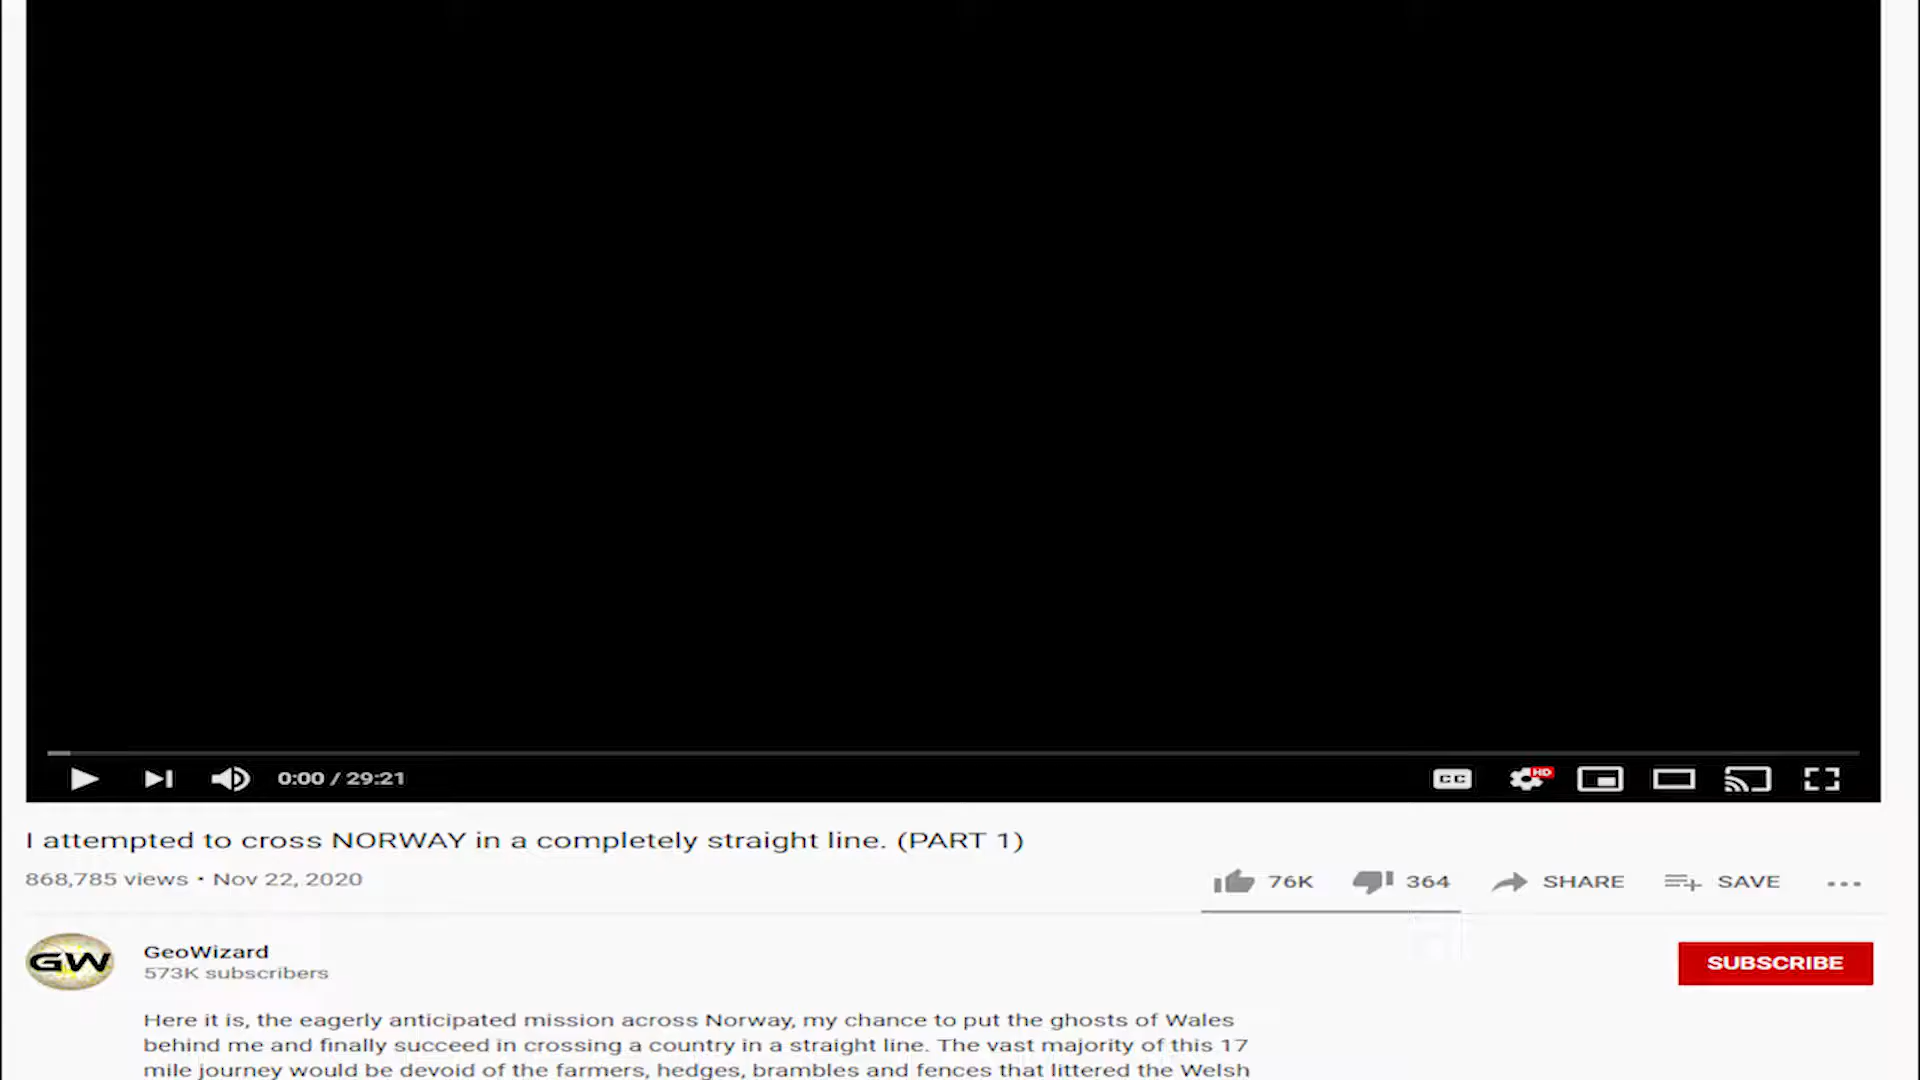 0:00 / 29:21
CC
HD
I attempted to cross NORWAY in a completely straight line. (PART 1)
868,785 views • Nov 22, 2020
76K
364
SHARE
SAVE
GW
GeoWizard
573K subscribers
SUBSCRIBE
Here it is, the eagerly anticipated mission across Norway, my chance to put the ghosts of Wales
behind me and finally succeed in crossing a country in a straight line. The vast majority of this 17
mile journey would be devoid of the farmers, hedges, brambles and fences that littered the Welsh